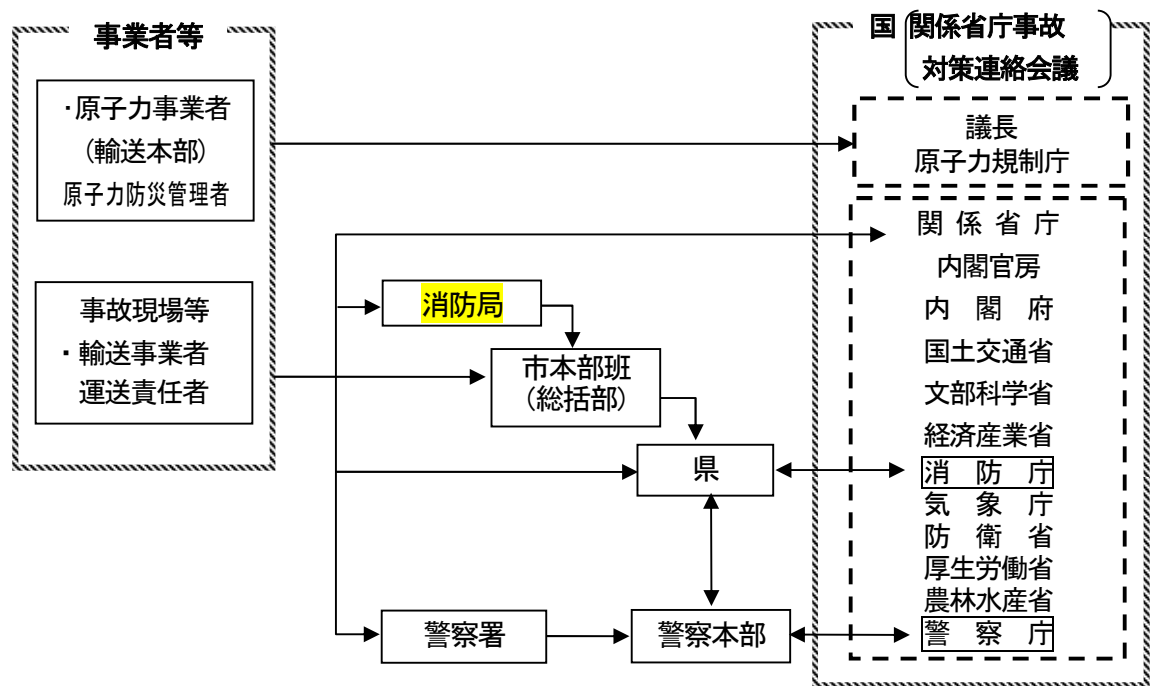 事業者等
・原子力事業者
(輸送本部)
原子力防災管理者
事故現場等
・輸送事業者
運送責任者
消防局
市本部班
(総括部)
県
警察署
警察本部
国 関係省庁事故
対策連絡会議
議長
原子力規制庁
関係省庁
内閣官房
内閣府
国土交通省
文部科学省
経済産業省
消防庁
気象庁
防衛省
厚生労働省
農林水産省
警察庁